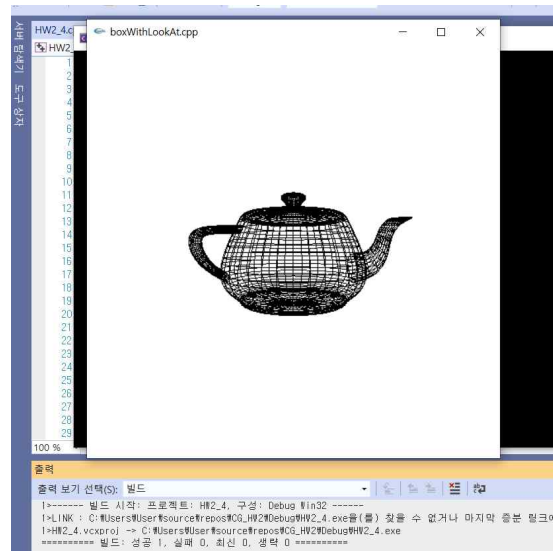 서버 탐색기
도구 상자
HW2_4.c
boxWithLookAt.cpp
HW2_
1
2
3
4
5
6
7
8
9
10
11
12
13
14
15
16
17
18
19
20
21
22
23
24
25
26
27
28
29
100 %
출력
출력 보기 선택(S): 빌드
1>------ 빌드 시작: 프로젝트: HW2_4, 구성: Debug Win32 ------
1>LINK : C:₩Users₩User₩source₩repos₩CG_HW2₩Debug₩HW2_4.exe을(를) 찾을 수 없거나 마지막 증분 링크에
1>HW2_4.vcxproj -> C:₩Users₩User₩source₩repos₩CG_HW2₩Debug₩HW2_4.exe
========== 빌드: 성공 1, 실패 0, 최신 0, 생략 0 ==========